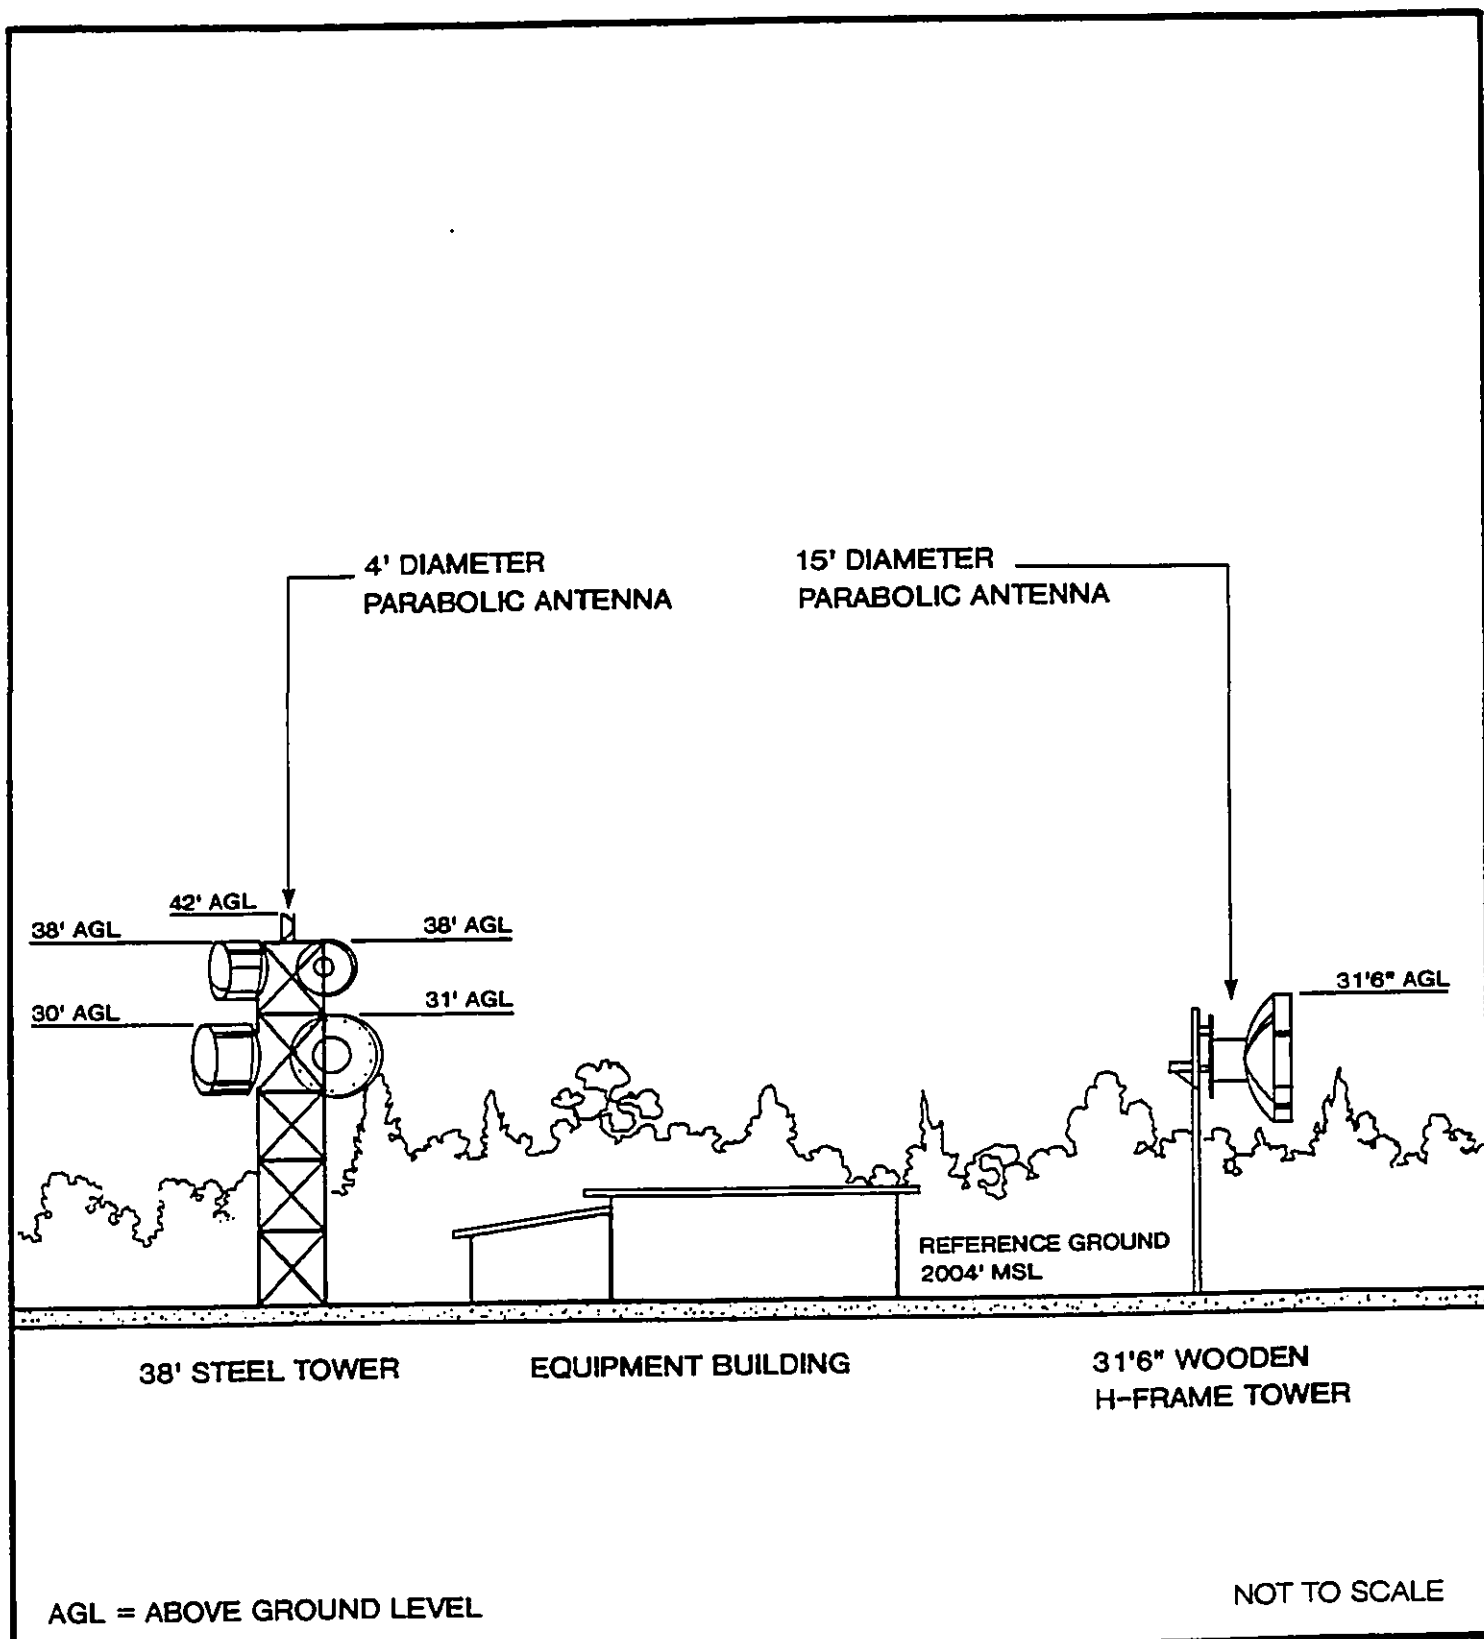 4' DIAMETER
PARABOLIC ANTENNA
15' DIAMETER
PARABOLIC ANTENNA
42' AGL
38' AGL
38' AGL
31'6" AGL
31' AGL
30' AGL
REFERENCE GROUND
2004' MSL
38' STEEL TOWER
EQUIPMENT BUILDING
31'6" WOODEN
H-FRAME TOWER
AGL = ABOVE GROUND LEVEL
NOT TO SCALE